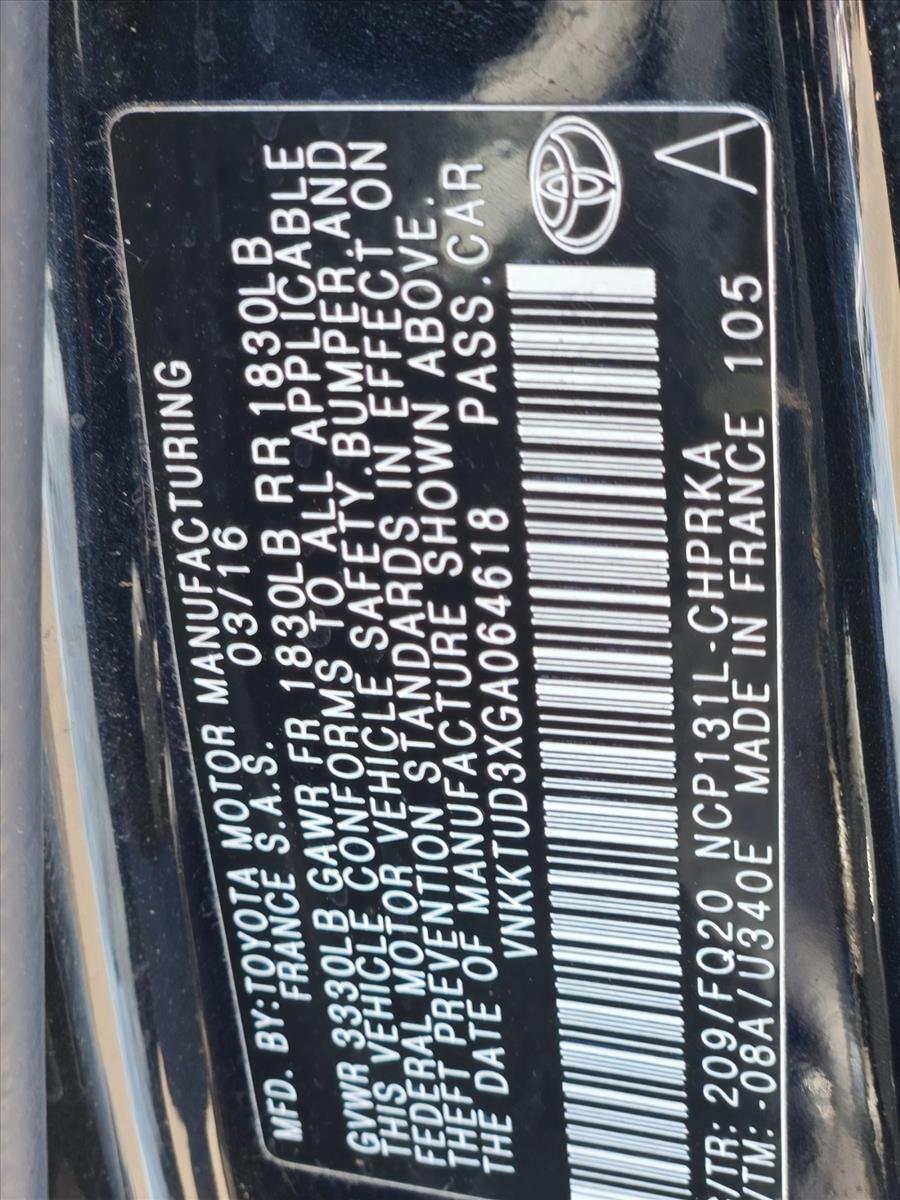 MFD. BY:TOYOTA MOTOR MANUFACTURING
FRANCE S.A.S. 03/16
GVWR 3330LB GAWR FR 1830LB RR 1830LB
THIS VEHICLE CONFORMS TO ALL APPLICABLE
FEDERAL MOTOR VEHICLE SAFETY,BUMPER,AND
THEFT PREVENTION STANDARDS IN EFFECT ON
THE DATE OF MANUFACTURE SHOWN ABOVE.
VNKKTUD3XGA064618 PASS.CAR
/TR: 209/FQ20 NCP131L-CHPRKA A
/TM: -08A/U340E MADE IN FRANCE 105